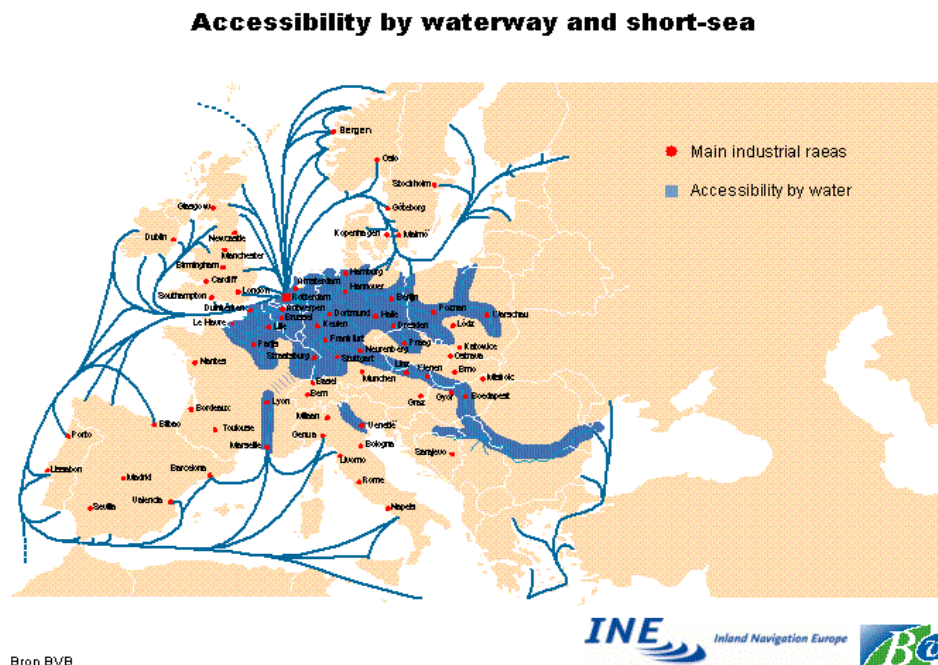 Accessibility by waterway and short-sea
Bergen
Main industrial raeas
Oslo
Stockholm
Accessibility by water
Glasgow
Göteborg
Dublin
Newcastle
Kopenhagen
Malmö
Manchester
Birmingham
Hamburg
Cardiff
Amsterdam
Hannover
Southampton
London
Rotterdam
Berlin
Duinkerken
Antwerpen
Dortmund
Halle
Poznan
Warschau
Le Havre
Brussel
Lille
Keulen
Dresden
Lódz
Parijs
Frankfurt
Praag
Katowice
Straatsburg
Stuttgart
Neurenberg
Ostrava
Nantes
Linz
Wenen
Brno
Basel
Munchen
Miskolc
Bern
Graz
Györ
Boedapest
Lyon
Bordeaux
Milaan
Porto
Bilbao
Toulouse
Venetië
Marseille
Genua
Bologna
Sarajevo
Livorno
Lissabon
Madrid
Barcelona
Rome
Sevilla
Valencia
Napels
INE
Inland Navigation Europe
Bron BVB